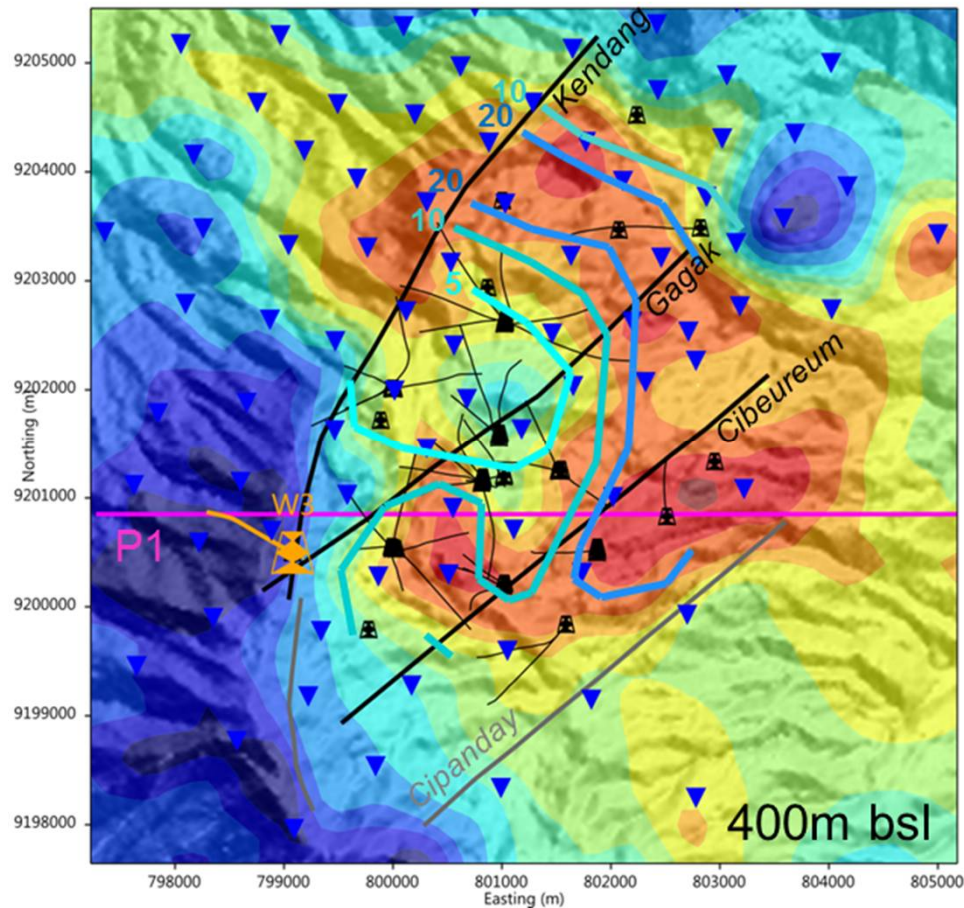 9205000
9204000
9203000
9202000
9201000
9200000
9199000
9198000
Northing (m)
Kendang
10
20
20
10
5
Gagak
Cibeureum
W3
P1
Cipanday
400m bsl
798000
799000
800000
801000
802000
803000
804000
805000
Easting (m)